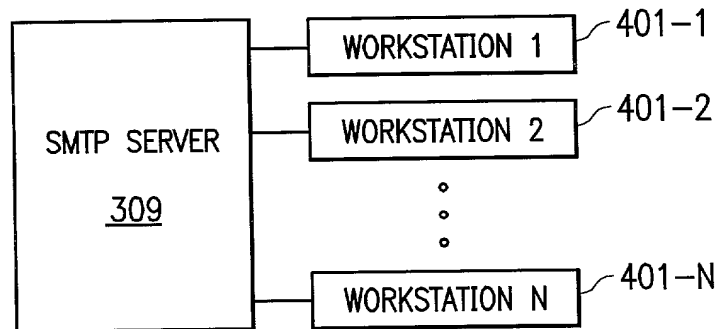 WORKSTATION 1
401-1
SMTP SERVER
309
WORKSTATION 2
401-2
WORKSTATION N
401-N